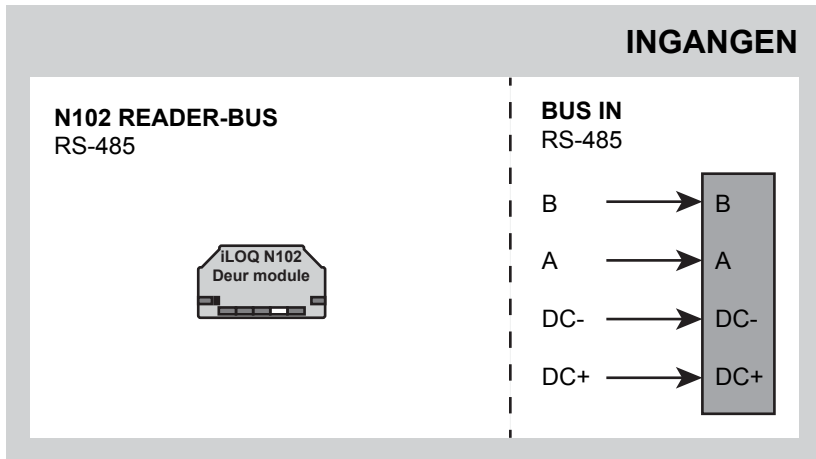 INGANGEN
N102 READER-BUS
RS-485
iLOQ N102
Deur module
BUS IN
RS-485
B B
A A
DC- DC-
DC+ DC+